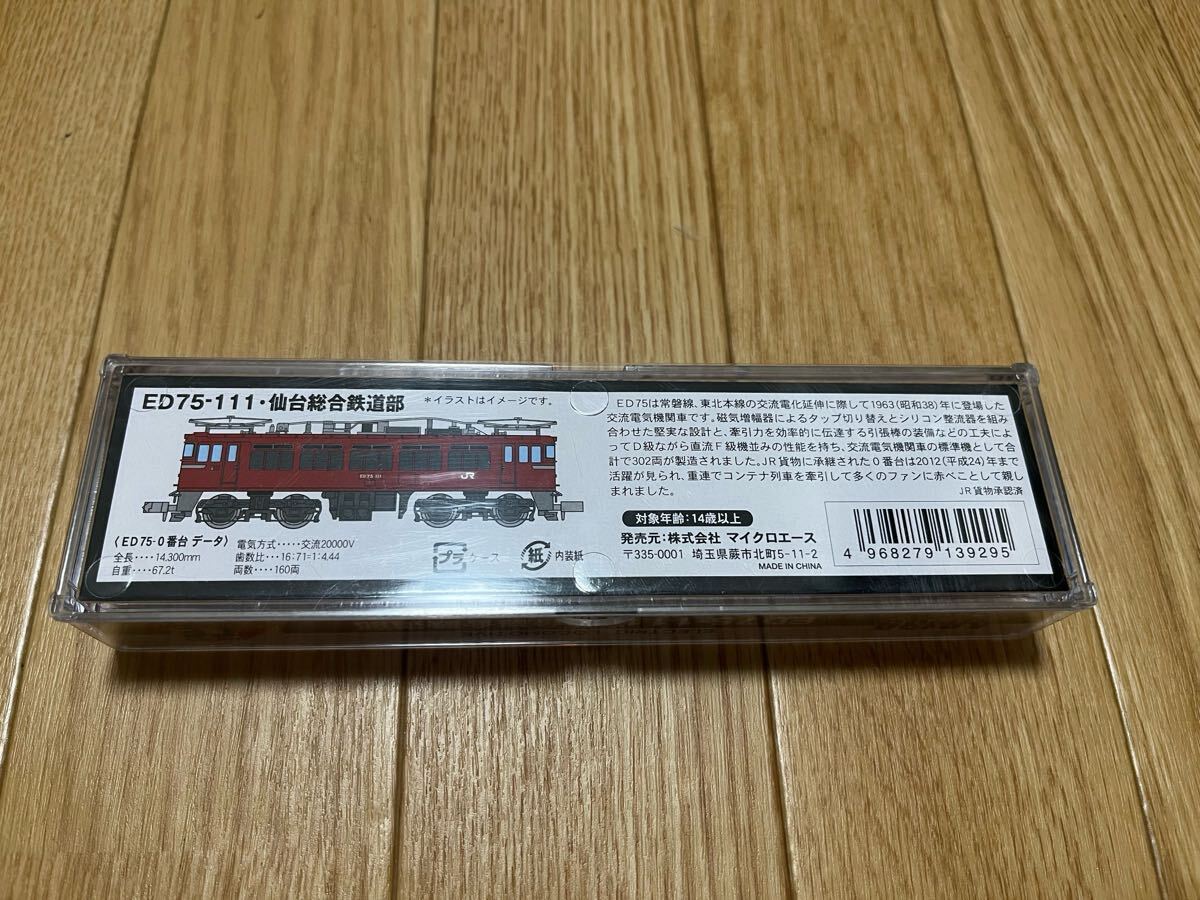 ED75-111・仙台総合鉄道部
*イラストはイメージです。
ED75 111
JR
〈ED75-0番台 データ〉
全長‥‥14,300mm
自重‥‥67.2t
電気方式‥‥‥交流20000V
歯数比‥‥16:71=1:4.44
両数‥‥160両
プラ ケース
紙 内装紙
ED75は常磐線、東北本線の交流電化延伸に際して1963(昭和38)年に登場した
交流電気機関車です。磁気増幅器によるタップ切り替えとシリコン整流器を組み
合わせた堅実な設計と、牽引力を効率的に伝達する引張棒の装備などの工夫によ
ってD級ながら直流F級機並みの性能を持ち、交流電気機関車の標準機として合
計で302両が製造されました。JR貨物に承継された0番台は2012(平成24)年まで
活躍が見られ、重連でコンテナ列車を牽引して多くのファンに赤べことして親し
まれました。
JR貨物承認済
対象年齢:14歳以上
発売元:株式会社 マイクロエース
〒335-0001 埼玉県蕨市北町5-11-2
MADE IN CHINA
4 968279 139295